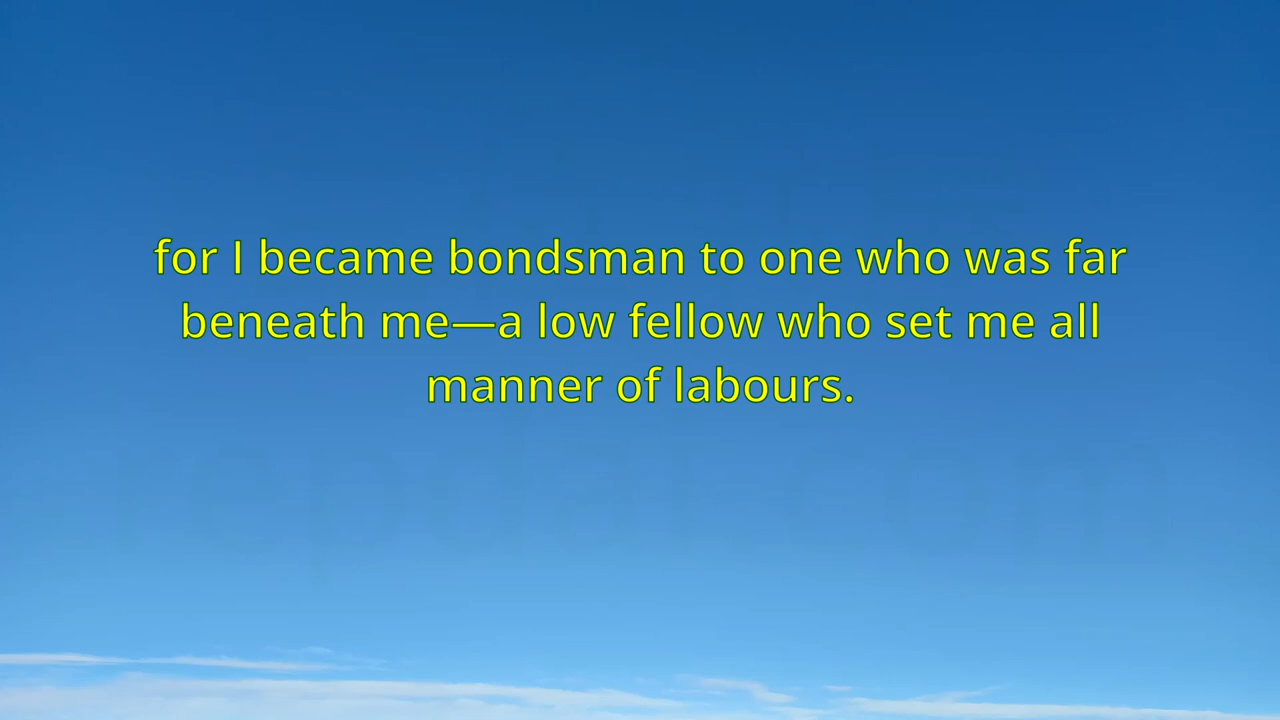 for I became bondsman to one who was far
beneath me—a low fellow who set me all
manner of labours.